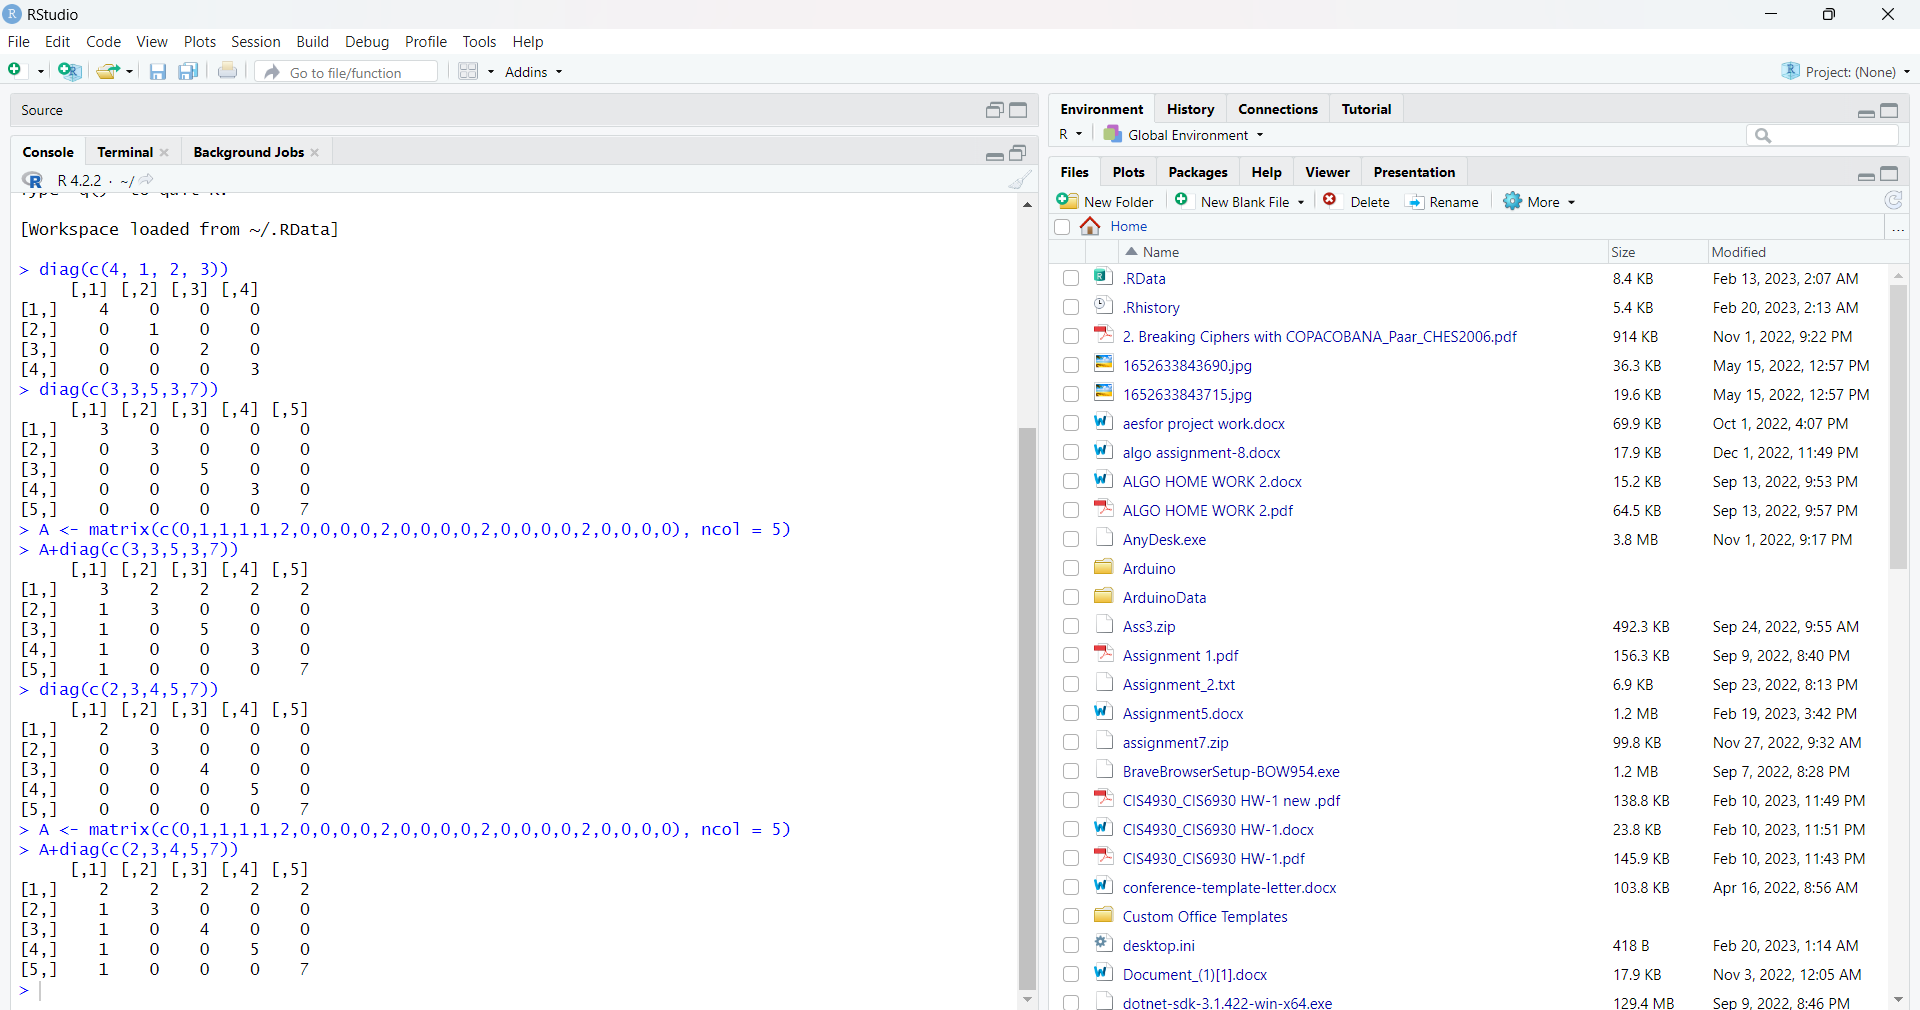 RStudio
File Edit Code View Plots Session Build Debug Profile Tools Help
Go to file/function Addins Project: (None)
Source
Console Terminal Background Jobs
R 4.2.2 · ~/
[Workspace loaded from ~/.RData]
> diag(c(4, 1, 2, 3))
[,1] [,2] [,3] [,4]
[1,] 4 0 0 0
[2,] 0 1 0 0
[3,] 0 0 2 0
[4,] 0 0 0 3
> diag(c(3,3,5,3,7))
[,1] [,2] [,3] [,4] [,5]
[1,] 3 0 0 0 0
[2,] 0 3 0 0 0
[3,] 0 0 5 0 0
[4,] 0 0 0 3 0
[5,] 0 0 0 0 7
> A <- matrix(c(0,1,1,1,1,2,0,0,0,0,2,0,0,0,0,2,0,0,0,0,2,0,0,0,0), ncol = 5)
> A+diag(c(3,3,5,3,7))
[,1] [,2] [,3] [,4] [,5]
[1,] 3 2 2 2 2
[2,] 1 3 0 0 0
[3,] 1 0 5 0 0
[4,] 1 0 0 3 0
[5,] 1 0 0 0 7
> diag(c(2,3,4,5,7))
[,1] [,2] [,3] [,4] [,5]
[1,] 2 0 0 0 0
[2,] 0 3 0 0 0
[3,] 0 0 4 0 0
[4,] 0 0 0 5 0
[5,] 0 0 0 0 7
> A <- matrix(c(0,1,1,1,1,2,0,0,0,0,2,0,0,0,0,2,0,0,0,0,2,0,0,0,0), ncol = 5)
> A+diag(c(2,3,4,5,7))
[,1] [,2] [,3] [,4] [,5]
[1,] 2 2 2 2 2
[2,] 1 3 0 0 0
[3,] 1 0 4 0 0
[4,] 1 0 0 5 0
[5,] 1 0 0 0 7
>
Environment History Connections Tutorial
R Global Environment
Files Plots Packages Help Viewer Presentation
New Folder New Blank File Delete Rename More
Home ...
Name Size Modified
.RData 8.4 KB Feb 13, 2023, 2:07 AM
.Rhistory 5.4 KB Feb 20, 2023, 2:13 AM
2. Breaking Ciphers with COPACOBANA_Paar_CHES2006.pdf 914 KB Nov 1, 2022, 9:22 PM
1652633843690.jpg 36.3 KB May 15, 2022, 12:57 PM
1652633843715.jpg 19.6 KB May 15, 2022, 12:57 PM
aesfor project work.docx 69.9 KB Oct 1, 2022, 4:07 PM
algo assignment-8.docx 17.9 KB Dec 1, 2022, 11:49 PM
ALGO HOME WORK 2.docx 15.2 KB Sep 13, 2022, 9:53 PM
ALGO HOME WORK 2.pdf 64.5 KB Sep 13, 2022, 9:57 PM
AnyDesk.exe 3.8 MB Nov 1, 2022, 9:17 PM
Arduino
ArduinoData
Ass3.zip 492.3 KB Sep 24, 2022, 9:55 AM
Assignment 1.pdf 156.3 KB Sep 9, 2022, 8:40 PM
Assignment_2.txt 6.9 KB Sep 23, 2022, 8:13 PM
Assignment5.docx 1.2 MB Feb 19, 2023, 3:42 PM
assignment7.zip 99.8 KB Nov 27, 2022, 9:32 AM
BraveBrowserSetup-BOW954.exe 1.2 MB Sep 7, 2022, 8:28 PM
CIS4930_CIS6930 HW-1 new .pdf 138.8 KB Feb 10, 2023, 11:49 PM
CIS4930_CIS6930 HW-1.docx 23.8 KB Feb 10, 2023, 11:51 PM
CIS4930_CIS6930 HW-1.pdf 145.9 KB Feb 10, 2023, 11:43 PM
conference-template-letter.docx 103.8 KB Apr 16, 2022, 8:56 AM
Custom Office Templates
desktop.ini 418 B Feb 20, 2023, 1:14 AM
Document_(1)[1].docx 17.9 KB Nov 3, 2022, 12:05 AM
dotnet-sdk-3.1.422-win-x64.exe 129.4 MB Sep 9, 2022, 8:46 PM